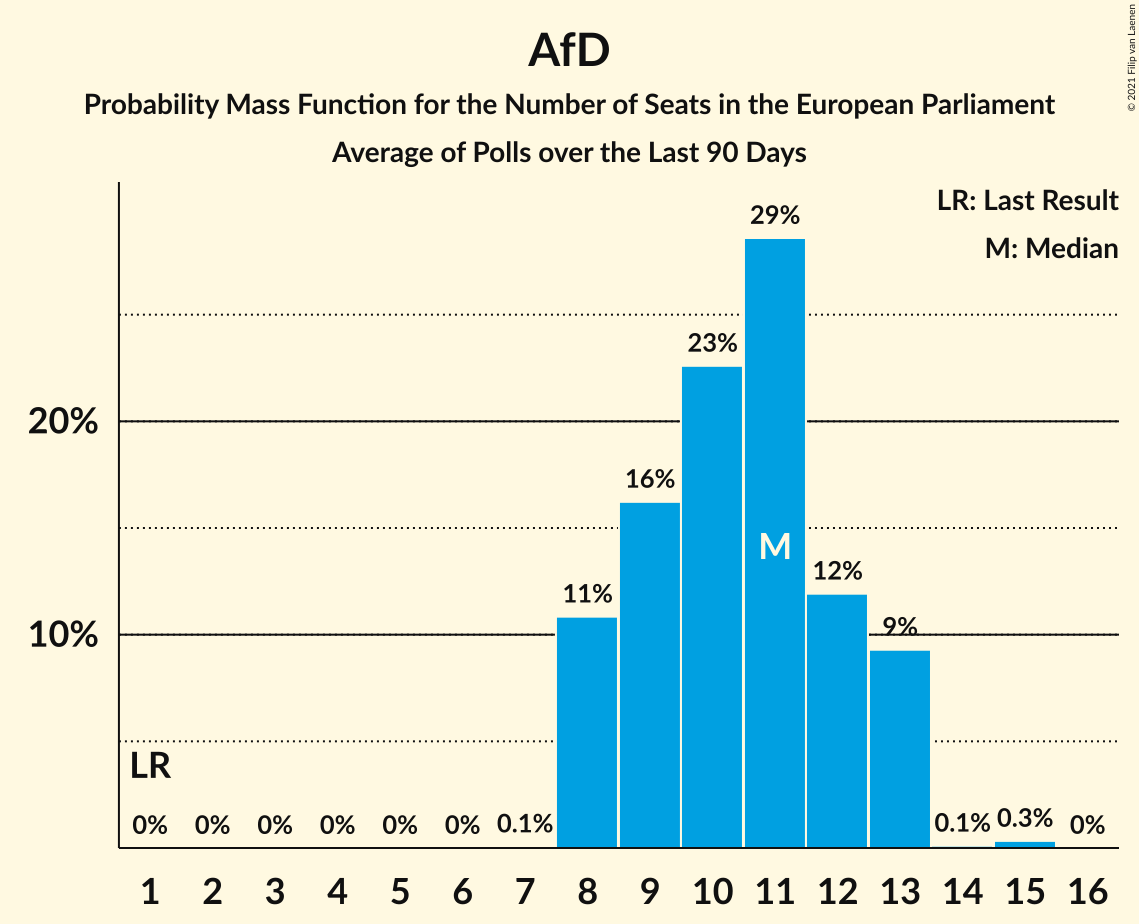 AfD
Probability Mass Function for the Number of Seats in the European Parliament
Average of Polls over the Last 90 Days
© 2021 Filip van Laenen
LR: Last Result
M: Median
29%
23%
20%
16%
M
12%
11%
9%
10%
LR
0% 0% 0% 0% 0% 0% 0.1% 0.1% 0.3% 0%
1 2 3 4 5 6 7 8 9 10 11 12 13 14 15 16